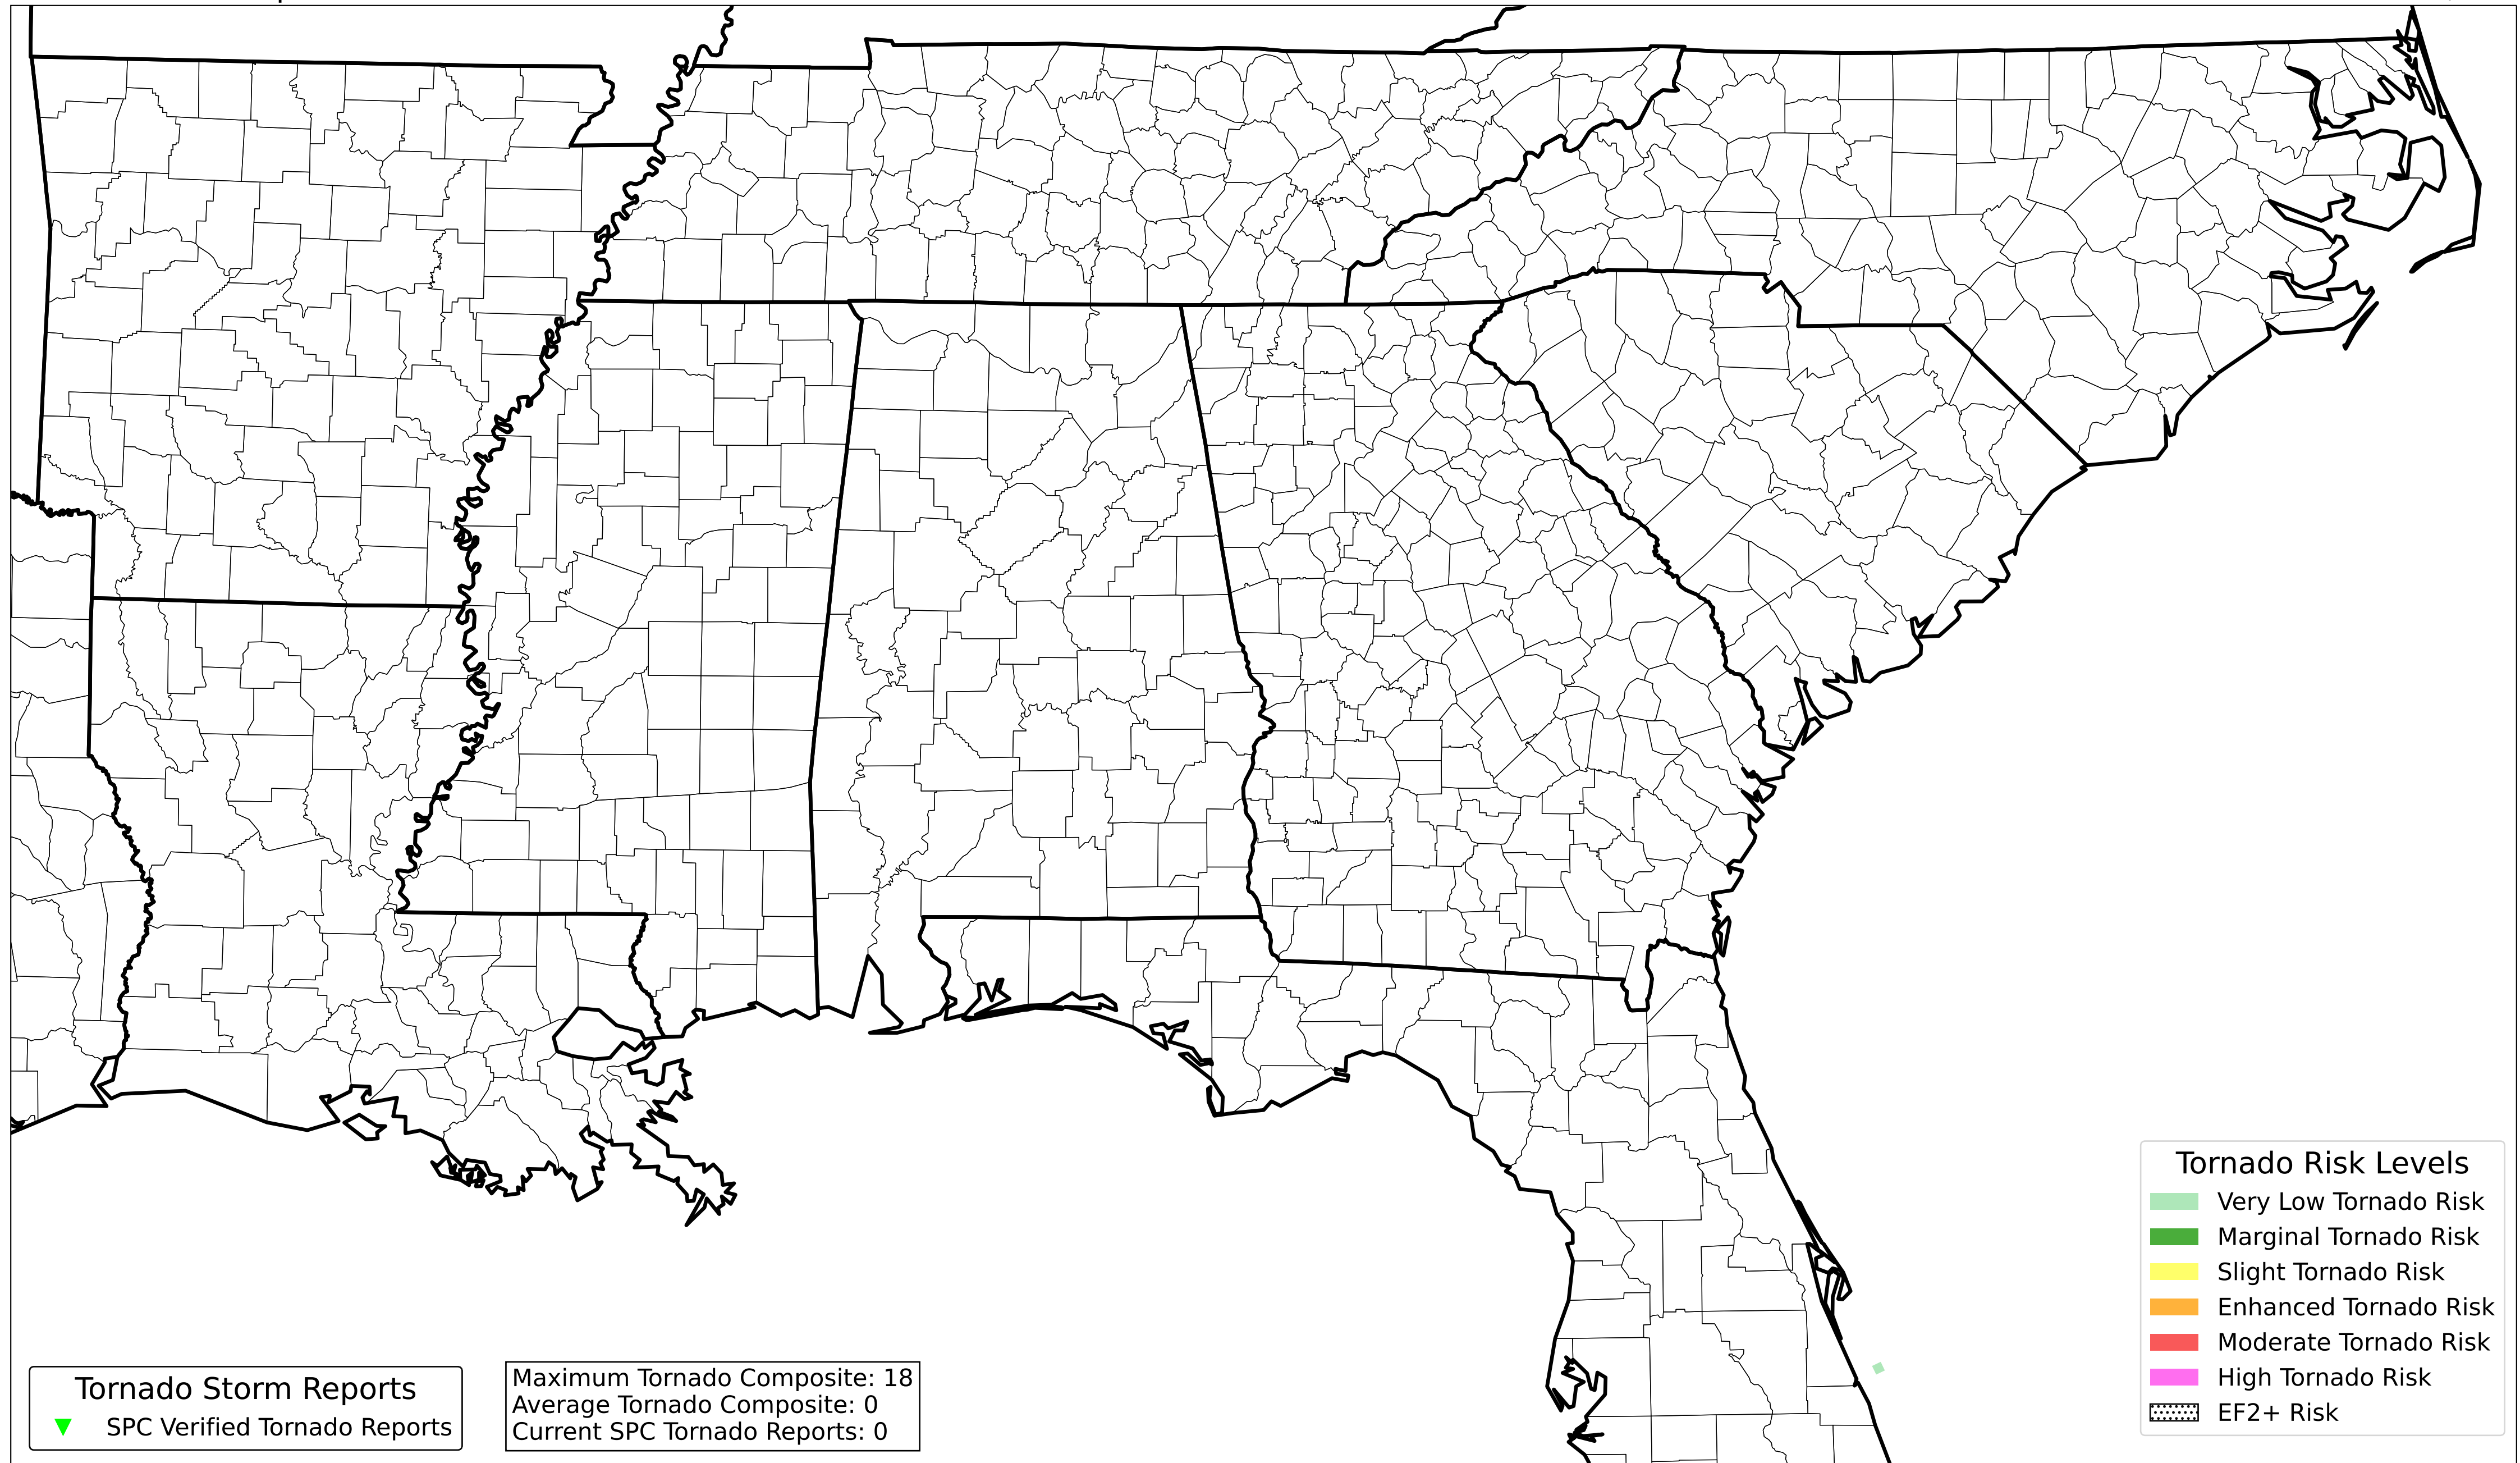 Tornado Risk Levels
Very Low Tornado Risk
Marginal Tornado Risk
Slight Tornado Risk
Enhanced Tornado Risk
Moderate Tornado Risk
High Tornado Risk
EF2+ Risk
Tornado Storm Reports
SPC Verified Tornado Reports
Maximum Tornado Composite: 18
Average Tornado Composite: 0
Current SPC Tornado Reports: 0